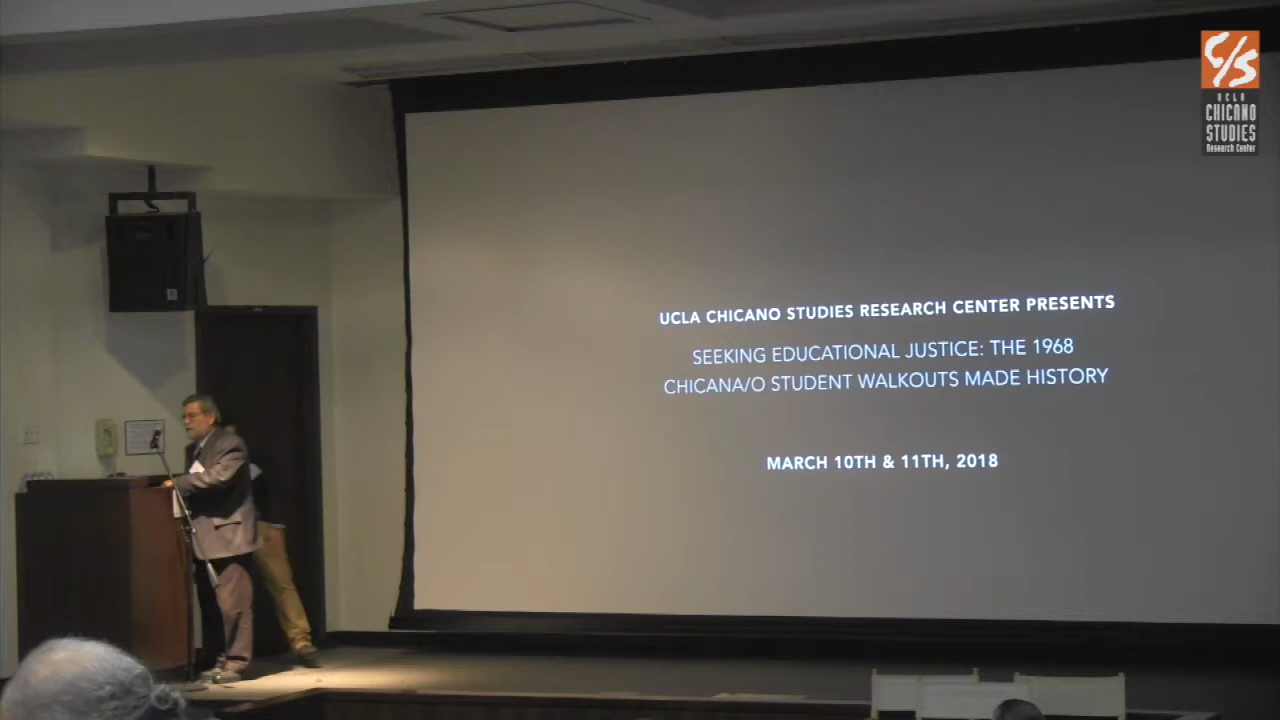 C/S
UCLA
CHICANO
STUDIES
Research Center
UCLA CHICANO STUDIES RESEARCH CENTER PRESENTS
SEEKING EDUCATIONAL JUSTICE: THE 1968
CHICANA/O STUDENT WALKOUTS MADE HISTORY
MARCH 10TH & 11TH, 2018